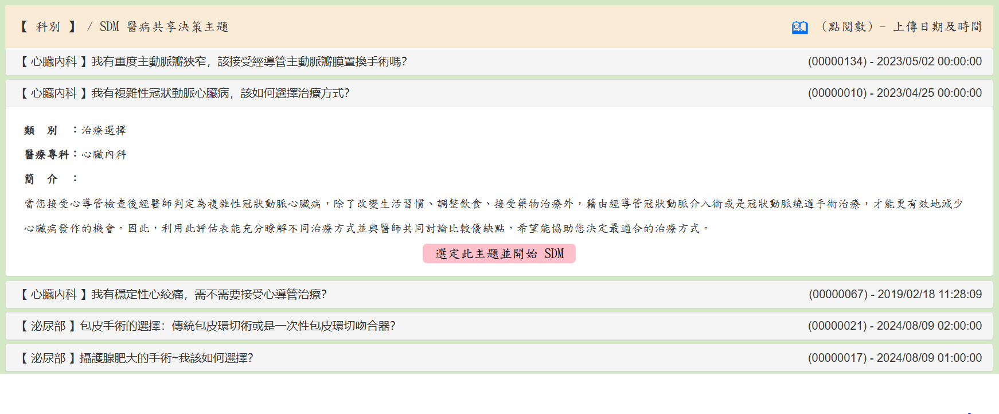 【 科別 】 / SDM 醫病共享決策主題
(點閱數) - 上傳日期及時間
【 心臟內科 】我有重度主動脈瓣狹窄，該接受經導管主動脈瓣膜置換手術嗎?
(00000134) - 2023/05/02 00:00:00
【 心臟內科 】我有複雜性冠狀動脈心臟病，該如何選擇治療方式?
(00000010) - 2023/04/25 00:00:00
類　別　：治療選擇
醫療專科：心臟內科
簡　介　：
當您接受心導管檢查後經醫師判定為複雜性冠狀動脈心臟病，除了改變生活習慣、調整飲食、接受藥物治療外，藉由經導管冠狀動脈介入術或是冠狀動脈繞道手術治療，才能更有效地減少
心臟病發作的機會。因此，利用此評估表能充分瞭解不同治療方式並與醫師共同討論比較優缺點，希望能協助您決定最適合的治療方式。
選定此主題並開始 SDM
【 心臟內科 】我有穩定性心絞痛，需不需要接受心導管治療?
(00000067) - 2019/02/18 11:28:09
【 泌尿部 】包皮手術的選擇：傳統包皮環切術或是一次性包皮環切吻合器?
(00000021) - 2024/08/09 02:00:00
【 泌尿部 】攝護腺肥大的手術~我該如何選擇?
(00000017) - 2024/08/09 01:00:00